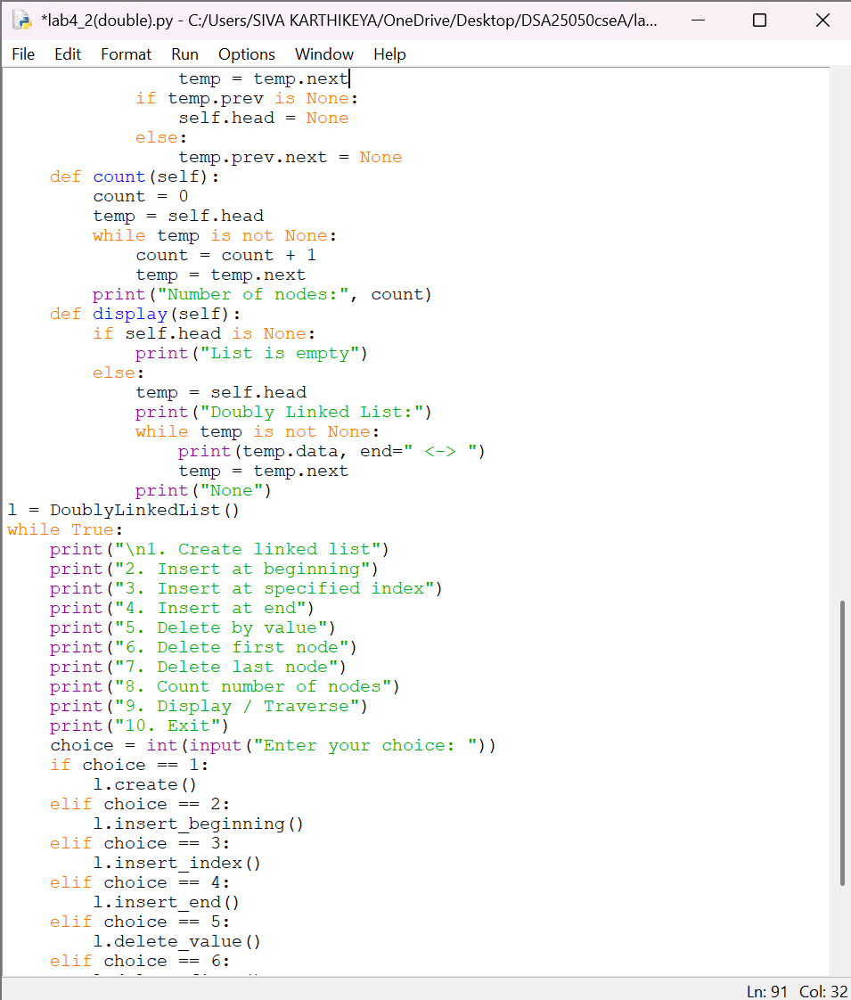 *lab4_2(double).py - C:/Users/SIVA KARTHIKEYA/OneDrive/Desktop/DSA25050cseA/la...
File Edit Format Run Options Window Help
                temp = temp.next
            if temp.prev is None:
                self.head = None
            else:
                temp.prev.next = None
    def count(self):
        count = 0
        temp = self.head
        while temp is not None:
            count = count + 1
            temp = temp.next
        print("Number of nodes:", count)
    def display(self):
        if self.head is None:
            print("List is empty")
        else:
            temp = self.head
            print("Doubly Linked List:")
            while temp is not None:
                print(temp.data, end=" <-> ")
                temp = temp.next
            print("None")
l = DoublyLinkedList()
while True:
    print("\n1. Create linked list")
    print("2. Insert at beginning")
    print("3. Insert at specified index")
    print("4. Insert at end")
    print("5. Delete by value")
    print("6. Delete first node")
    print("7. Delete last node")
    print("8. Count number of nodes")
    print("9. Display / Traverse")
    print("10. Exit")
    choice = int(input("Enter your choice: "))
    if choice == 1:
        l.create()
    elif choice == 2:
        l.insert_beginning()
    elif choice == 3:
        l.insert_index()
    elif choice == 4:
        l.insert_end()
    elif choice == 5:
        l.delete_value()
    elif choice == 6:
Ln: 91 Col: 32